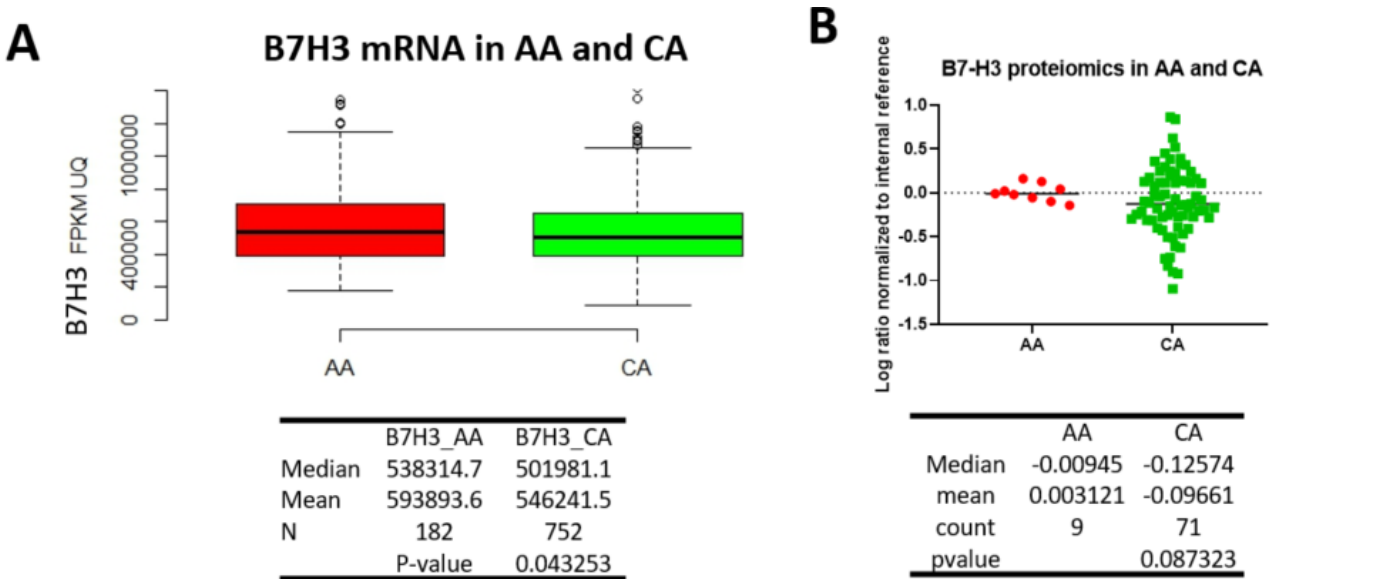 A
B7H3 mRNA in AA and CA
B7H3 FPKM UQ
1000000
400000
0
AA CA
B7H3_AA B7H3_CA
Median 538314.7 501981.1
Mean 593893.6 546241.5
N 182 752
P-value 0.043253
B
B7-H3 proteiomics in AA and CA
Log ratio normalized to internal reference
1.0
0.5
0.0
-0.5
-1.0
-1.5
AA CA
AA CA
Median -0.00945 -0.12574
mean 0.003121 -0.09661
count 9 71
pvalue 0.087323